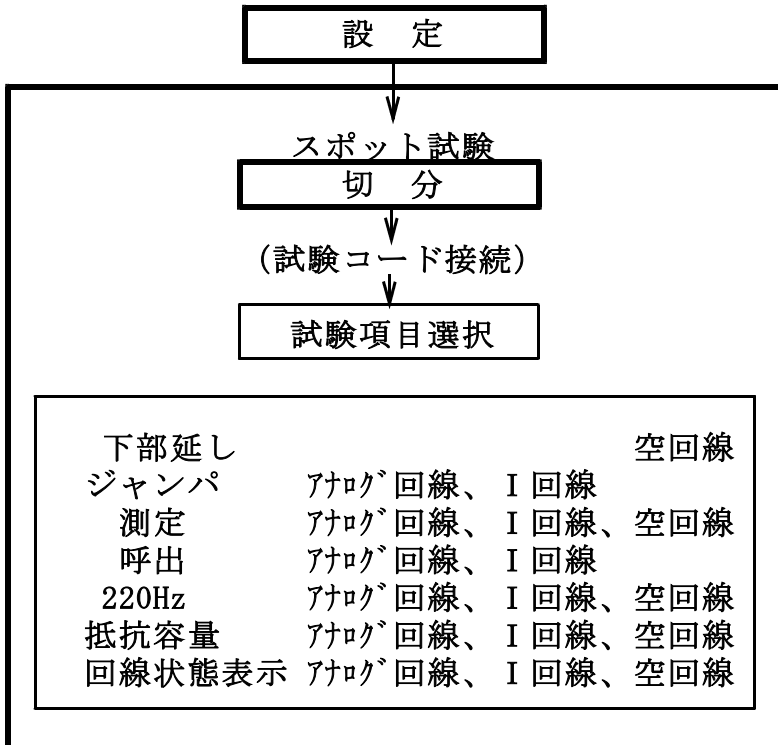 設 定
スポット試験
切 分
(試験コード接続)
試験項目選択
下部延し 空回線
ジャンパ ｱﾅﾛｸﾞ回線、I回線
測定 ｱﾅﾛｸﾞ回線、I回線、空回線
呼出 ｱﾅﾛｸﾞ回線、I回線
220Hz ｱﾅﾛｸﾞ回線、I回線、空回線
抵抗容量 ｱﾅﾛｸﾞ回線、I回線、空回線
回線状態表示 ｱﾅﾛｸﾞ回線、I回線、空回線